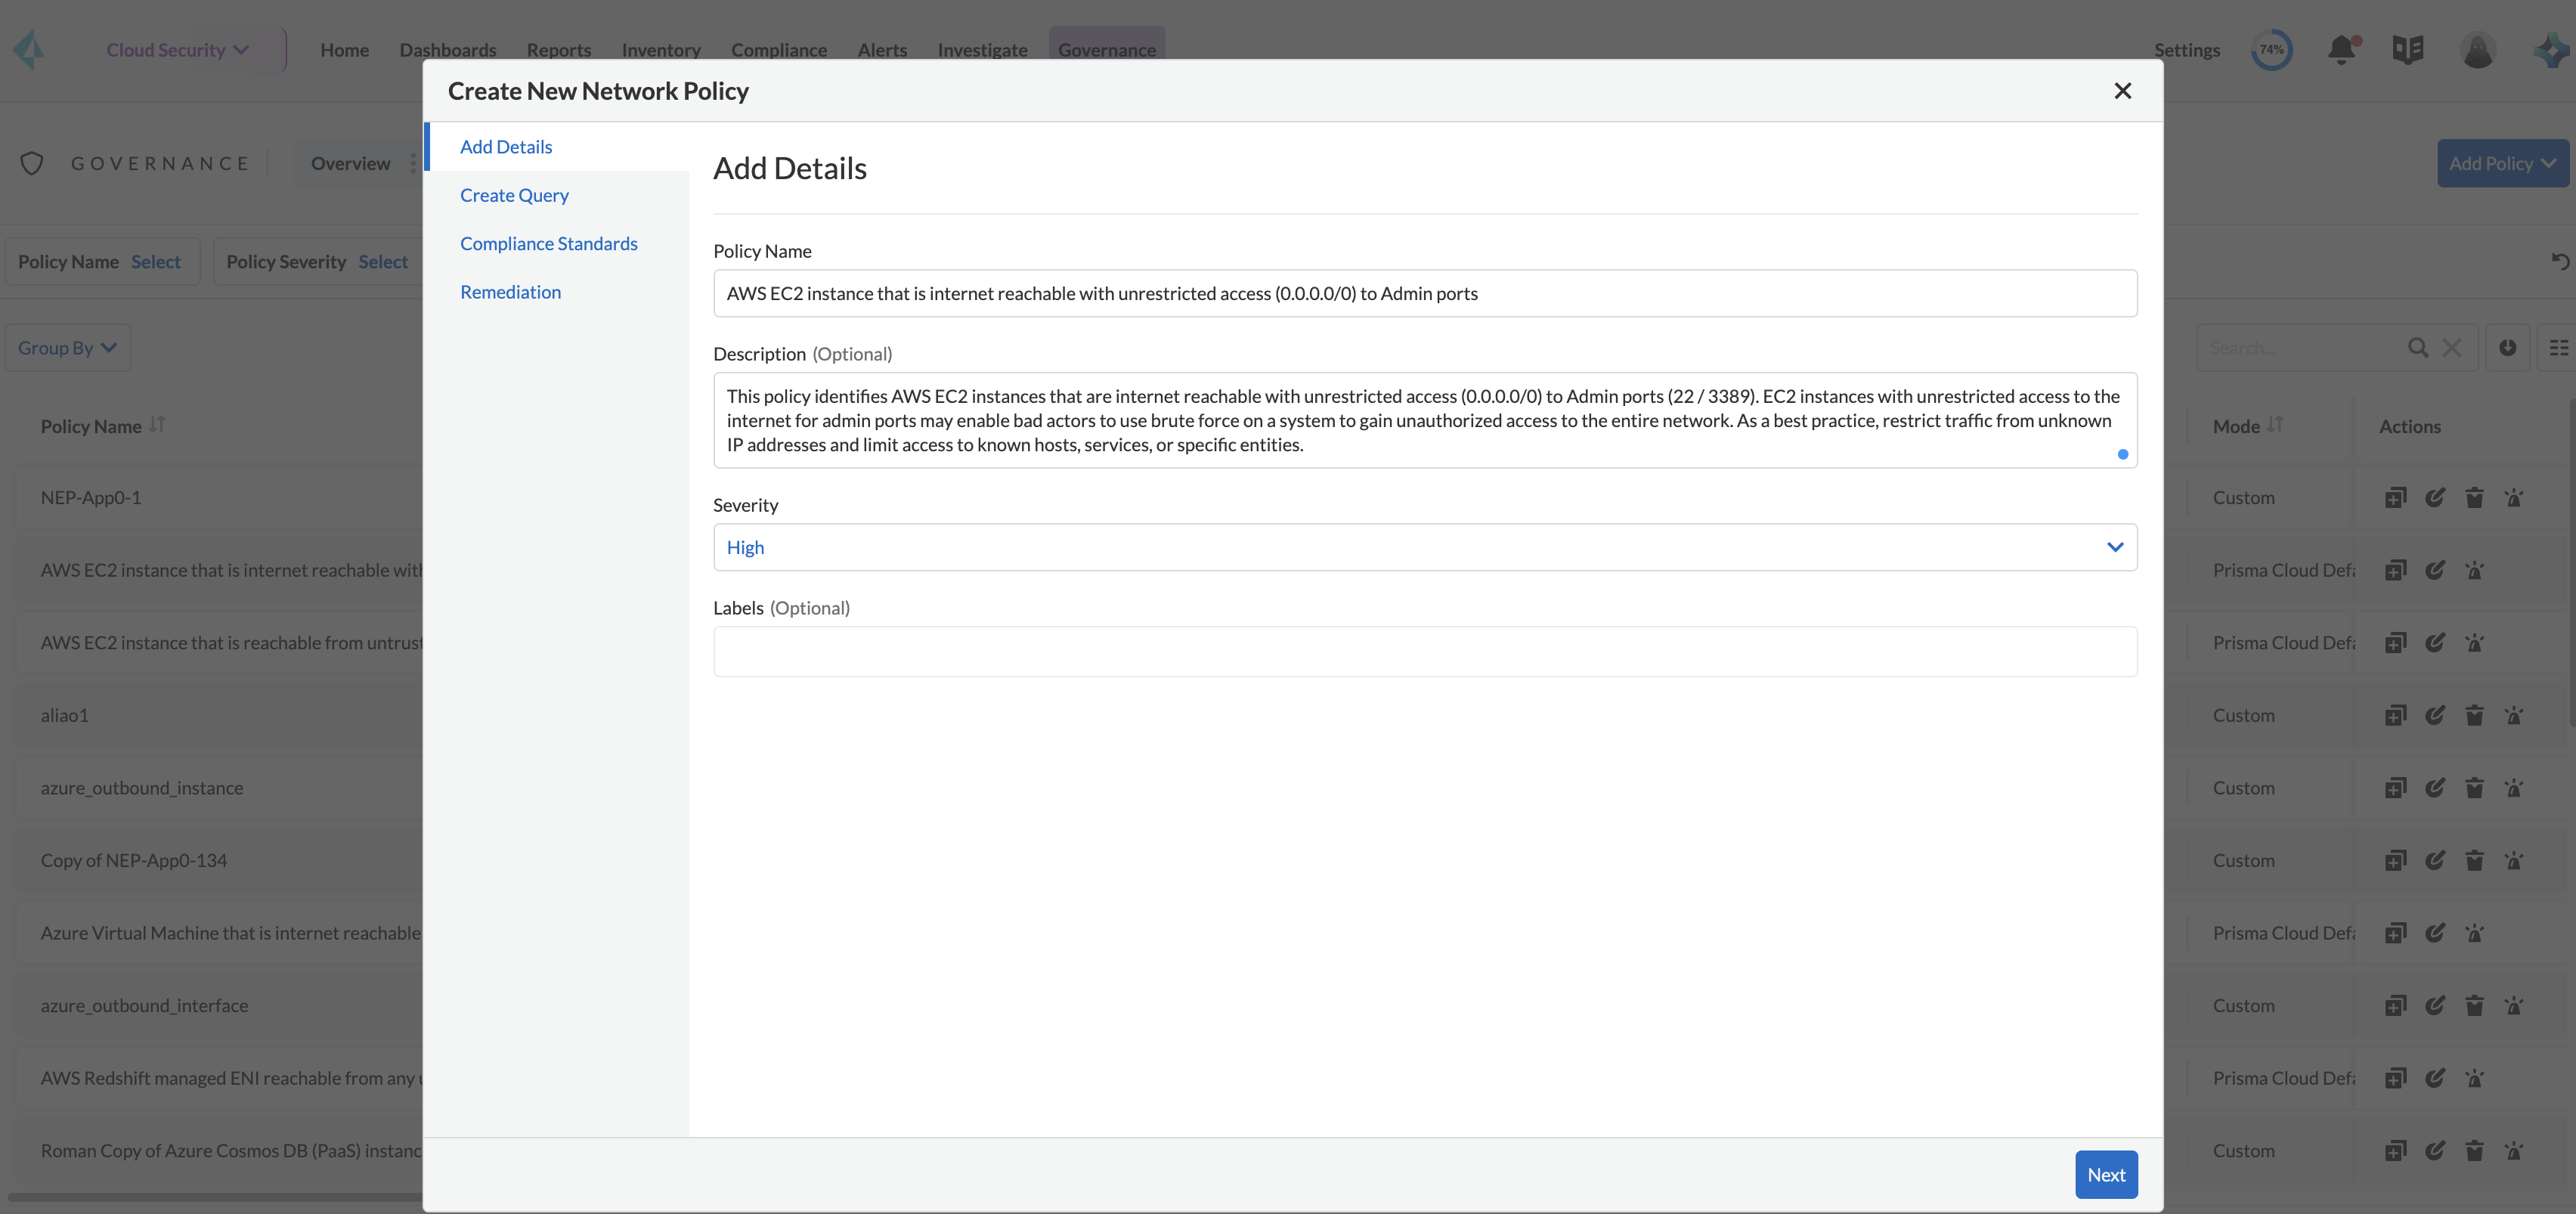 Cloud Security
Home Dashboards Reports Inventory Compliance Alerts Investigate Governance
Settings 74%
GOVERNANCE Overview
Add Policy
Policy Name Select Policy Severity Select
Group By
Search...
Policy Name
Mode Actions
NEP-App0-1
Custom
AWS EC2 instance that is internet reachable with
Prisma Cloud Defa
AWS EC2 instance that is reachable from untrust
Prisma Cloud Defa
aliao1
Custom
azure_outbound_instance
Custom
Copy of NEP-App0-134
Custom
Azure Virtual Machine that is internet reachable
Prisma Cloud Defa
azure_outbound_interface
Custom
AWS Redshift managed ENI reachable from any
Prisma Cloud Defa
Roman Copy of Azure Cosmos DB (PaaS) instanc
Custom
Create New Network Policy
Add Details
Create Query
Compliance Standards
Remediation
Add Details
Policy Name
AWS EC2 instance that is internet reachable with unrestricted access (0.0.0.0/0) to Admin ports
Description (Optional)
This policy identifies AWS EC2 instances that are internet reachable with unrestricted access (0.0.0.0/0) to Admin ports (22 / 3389). EC2 instances with unrestricted access to the
internet for admin ports may enable bad actors to use brute force on a system to gain unauthorized access to the entire network. As a best practice, restrict traffic from unknown
IP addresses and limit access to known hosts, services, or specific entities.
Severity
High
Labels (Optional)
Next